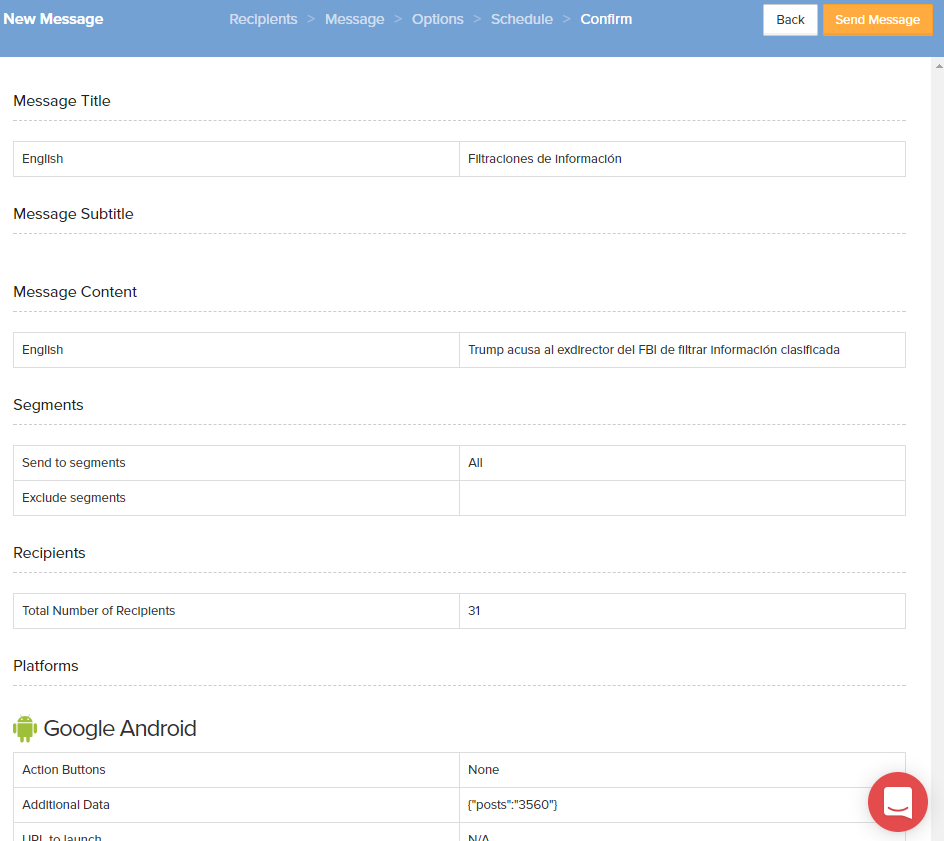 New Message
Recipients > Message > Options > Schedule > Confirm
Back
Send Message
Message Title
English
Filtraciones de información
Message Subtitle
Message Content
English
Trump acusa al exdirector del FBI de filtrar información clasificada
Segments
Send to segments
All
Exclude segments
Recipients
Total Number of Recipients
31
Platforms
Google Android
Action Buttons
None
Additional Data
{"posts":"3560"}
URL to launch
N/A